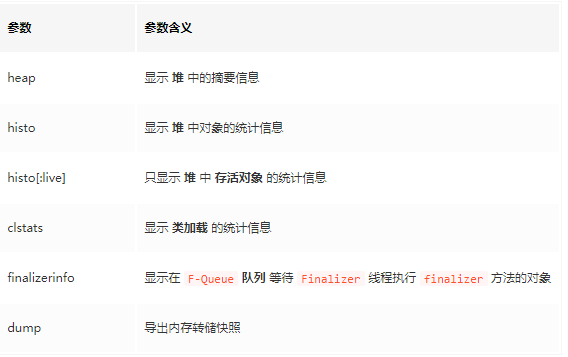 参数 参数含义
heap 显示 堆 中的摘要信息
histo 显示 堆 中对象的统计信息
histo[:live] 只显示 堆 中 存活对象 的统计信息
clstats 显示 类加载 的统计信息
finalizerinfo 显示在 F-Queue 队列 等待 Finalizer 线程执行 finalizer 方法的对象
dump 导出内存转储快照